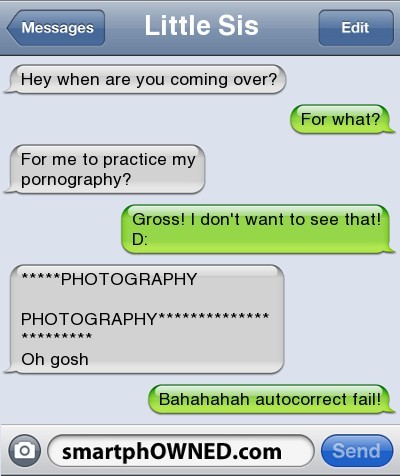 Messages
Little Sis
Edit
Hey when are you coming over?
For what?
For me to practice my
pornography?
Gross! I don't want to see that!
D:
*****PHOTOGRAPHY
PHOTOGRAPHY**************
*********
Oh gosh
Bahahahah autocorrect fail!
smartphOWNED.com
Send